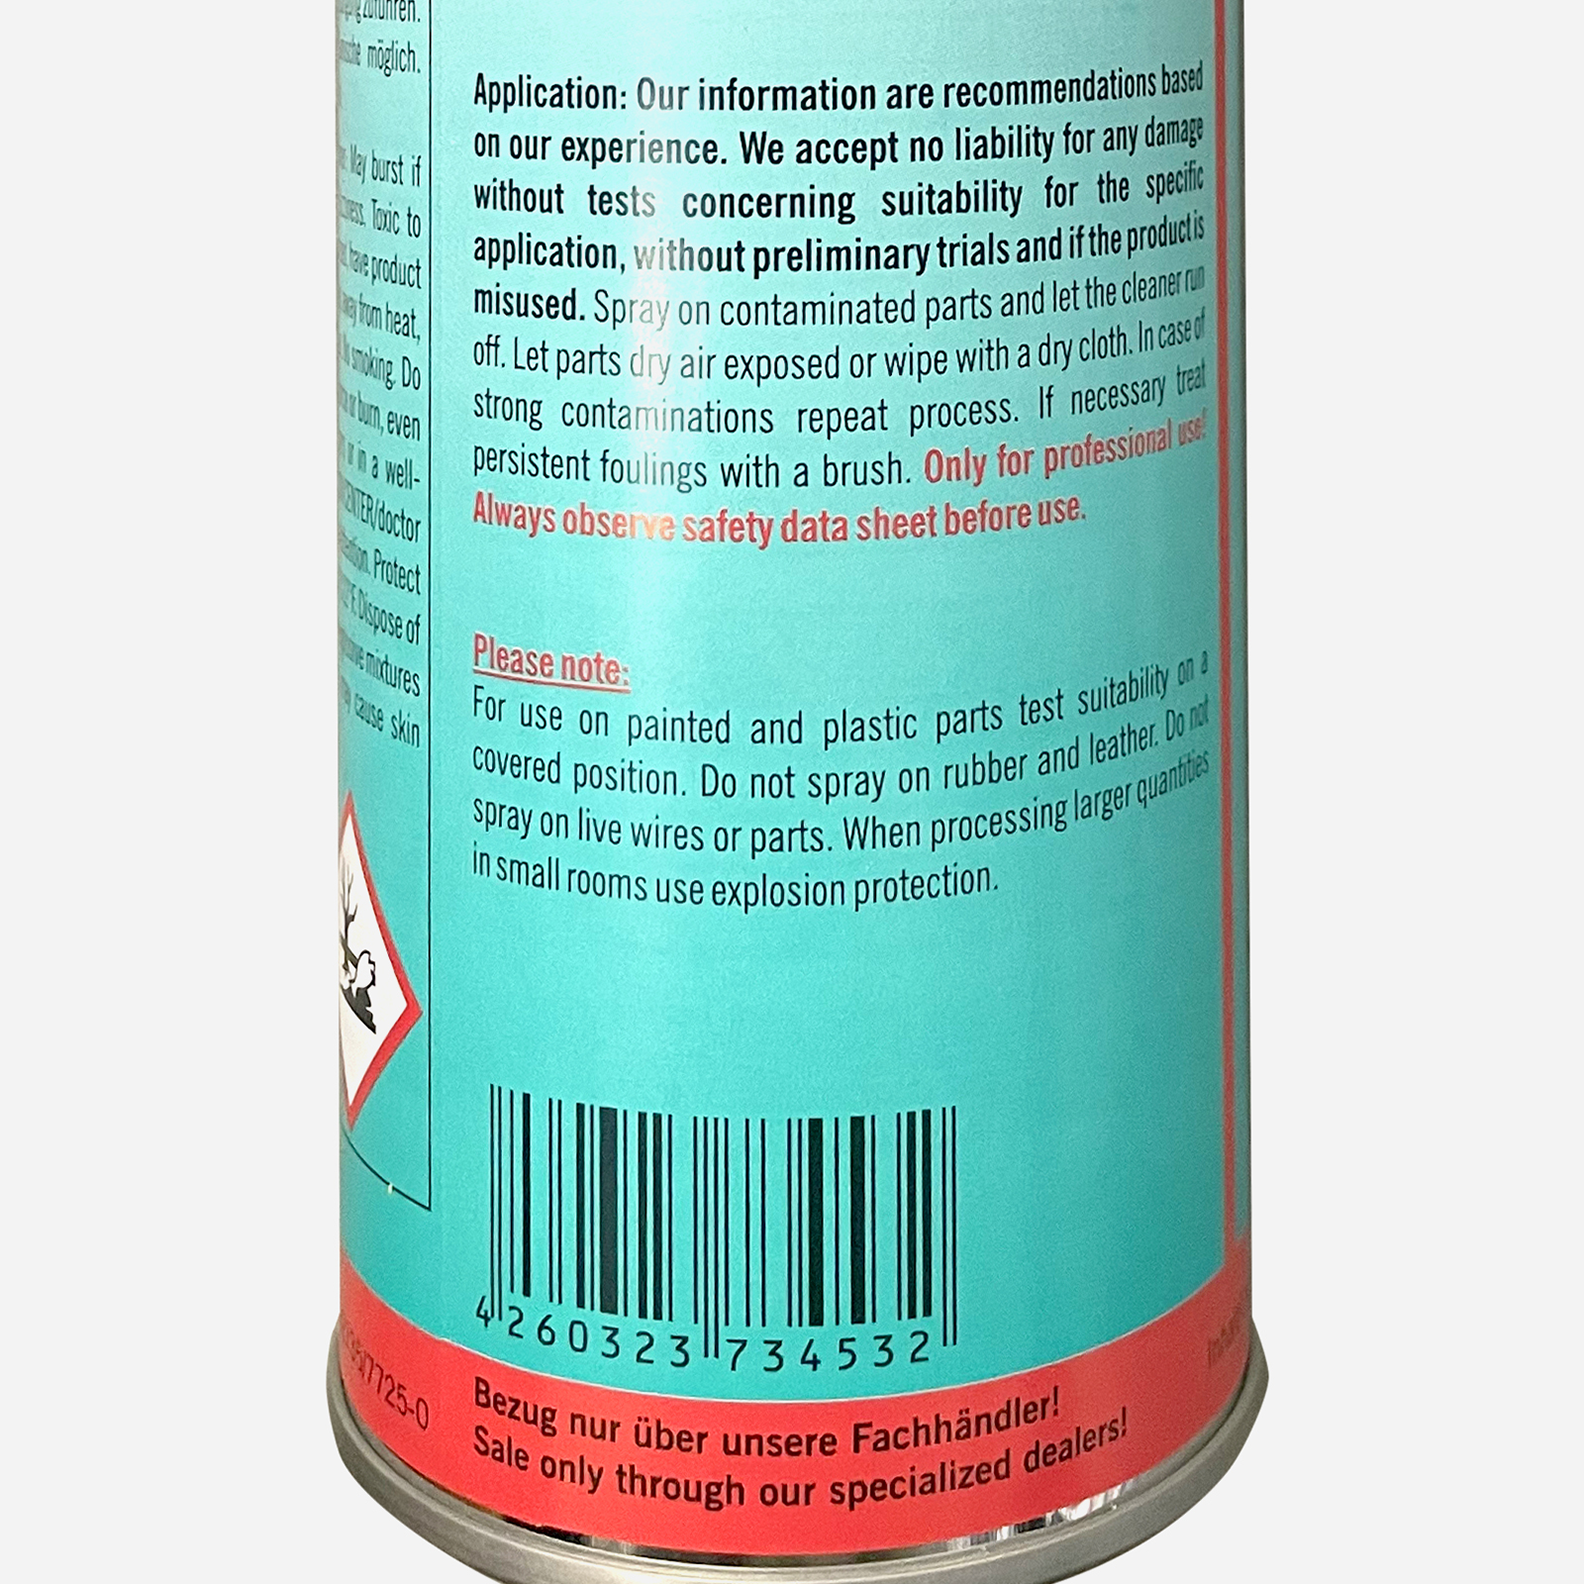 zuführen.
möglich.
May burst if
Toxic to
have product
away from heat,
smoking. Do
or burn, even
or in a well-
CENTER/doctor
Protect
Dispose of
mixtures
cause skin
Application: Our information are recommendations based
on our experience. We accept no liability for any damage
without tests concerning suitability for the specific
application, without preliminary trials and if the product is
misused. Spray on contaminated parts and let the cleaner run
off. Let parts dry air exposed or wipe with a dry cloth. In case of
strong contaminations repeat process. If necessary treat
persistent foulings with a brush. Only for professional use!
Always observe safety data sheet before use.
Please note:
For use on painted and plastic parts test suitability on a
covered position. Do not spray on rubber and leather. Do not
spray on live wires or parts. When processing larger quantities
in small rooms use explosion protection.
4 260323 734532
Bezug nur über unsere Fachhändler!
Sale only through our specialized dealers!